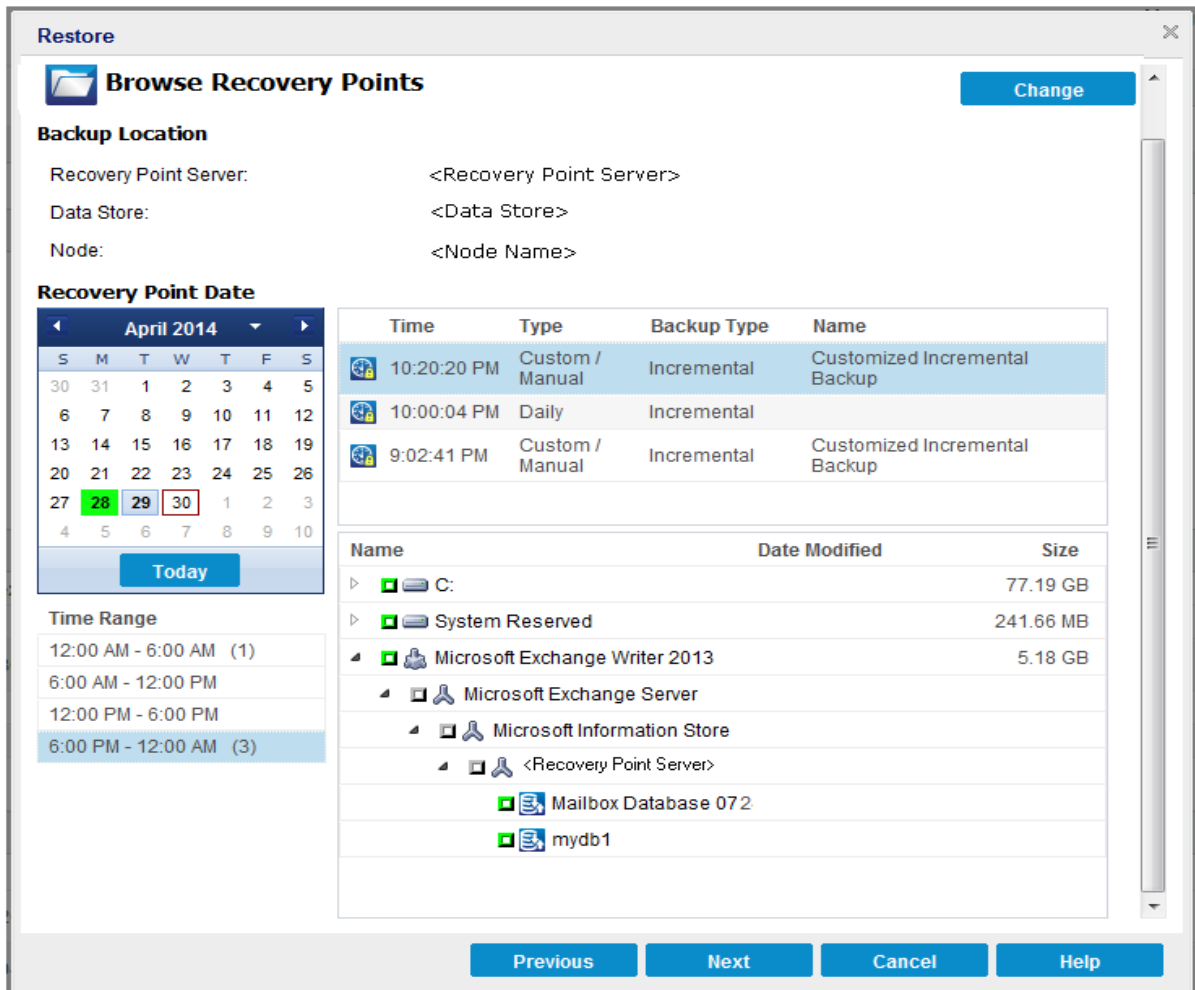 Restore
Browse Recovery Points
Change
Backup Location
Recovery Point Server: <Recovery Point Server>
Data Store: <Data Store>
Node: <Node Name>
Recovery Point Date
April 2014
S M T W T F S
30 31 1 2 3 4 5
6 7 8 9 10 11 12
13 14 15 16 17 18 19
20 21 22 23 24 25 26
27 28 29 30 1 2 3
4 5 6 7 8 9 10
Today
Time Range
12:00 AM - 6:00 AM (1)
6:00 AM - 12:00 PM
12:00 PM - 6:00 PM
6:00 PM - 12:00 AM (3)
Time Type Backup Type Name
10:20:20 PM Custom / Manual Incremental Customized Incremental Backup
10:00:04 PM Daily Incremental
9:02:41 PM Custom / Manual Incremental Customized Incremental Backup
Name Date Modified Size
C: 77.19 GB
System Reserved 241.66 MB
Microsoft Exchange Writer 2013 5.18 GB
Microsoft Exchange Server
Microsoft Information Store
<Recovery Point Server>
Mailbox Database 072
mydb1
Previous Next Cancel Help